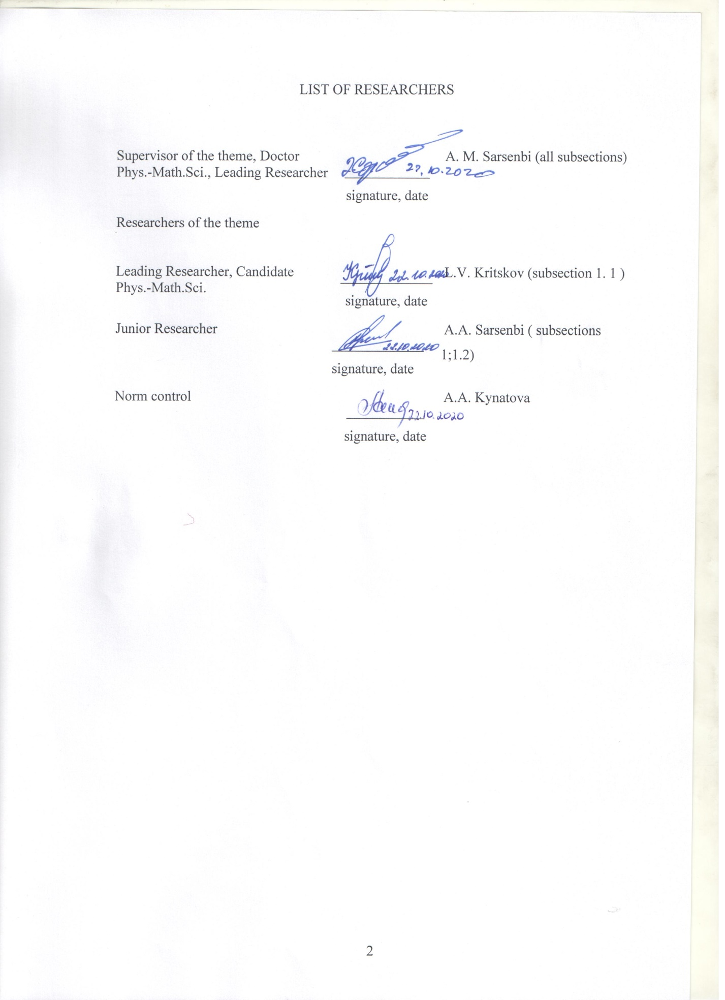 LIST OF RESEARCHERS
Supervisor of the theme, Doctor
Phys.-Math.Sci., Leading Researcher
22.10.2020
A. M. Sarsenbi (all subsections)
signature, date
Researchers of the theme
Leading Researcher, Candidate
Phys.-Math.Sci.
22.10.2020
L.V. Kritskov (subsection 1. 1 )
signature, date
Junior Researcher
22.10.2020
A.A. Sarsenbi ( subsections
1;1.2)
signature, date
Norm control
22.10.2020
A.A. Kynatova
signature, date
2